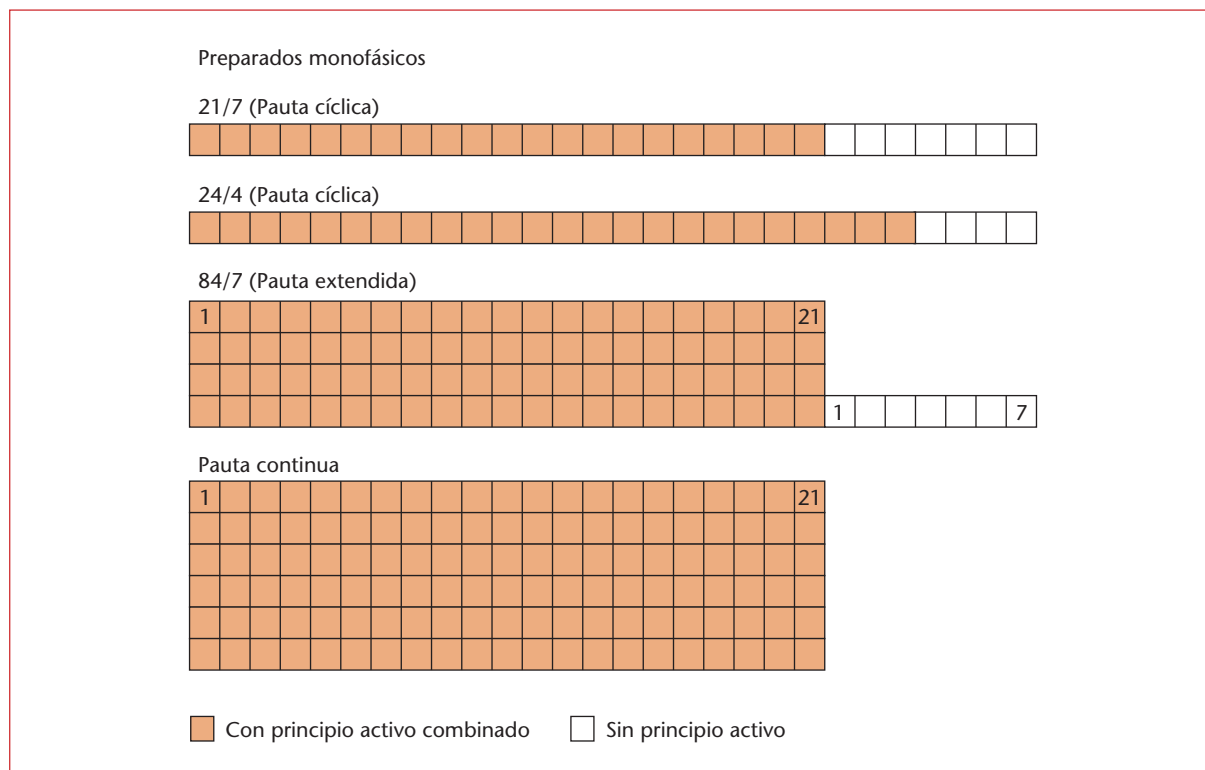 Preparados monofásicos
21/7 (Pauta cíclica)
24/4 (Pauta cíclica)
84/7 (Pauta extendida)
1 21
1 7
Pauta continua
1 21
Con principio activo combinado Sin principio activo